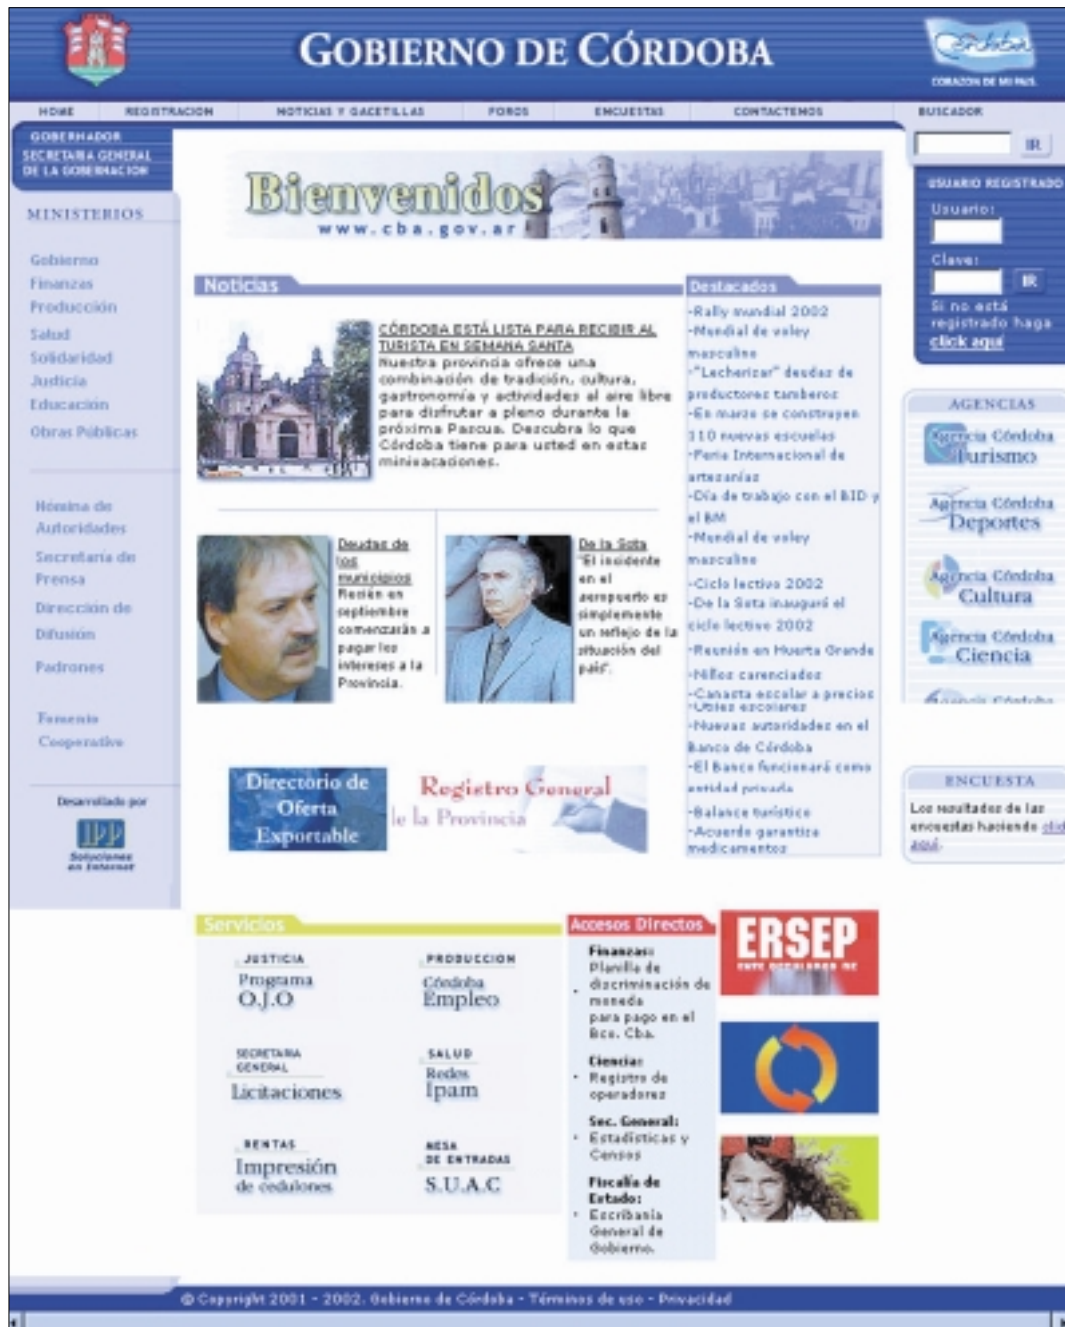 GOBIERNO DE CÓRDOBA
Córdoba
CORAZON DE MI PAIS.
HOME
REGISTRACION
NOTICIAS Y GACETILLAS
FOROS
ENCUESTAS
CONTACTENOS
BUSCADOR
IR
GOBERNADOR
SECRETARIA GENERAL
DE LA GOBERNACION
MINISTERIOS
Gobierno
Finanzas
Producción
Salud
Solidaridad
Justicia
Educación
Obras Públicas
Nómina de
Autoridades
Secretaría de
Prensa
Dirección de
Difusión
Padrones
Fomento
Cooperativo
Desarrollado por
Soluciones
en Internet
Bienvenidos
www.cba.gov.ar
Noticias
CÓRDOBA ESTÁ LISTA PARA RECIBIR AL
TURISTA EN SEMANA SANTA
Nuestra provincia ofrece una
combinación de tradición, cultura,
gastronomía y actividades al aire libre
para disfrutar a pleno durante la
próxima Pascua. Descubra lo que
Córdoba tiene para usted en estas
minivacaciones.
Deudas de
los
municipios
Recién en
septiembre
comenzarán a
pagar los
intereses a la
Provincia.
De la Sota
"El incidente
en el
aeropuerto es
simplemente
un reflejo de la
situación del
país".
Directorio de
Oferta
Exportable
Registro General
de la Provincia
Destacados
-Rally mundial 2002
-Mundial de voley
masculino
-"Lecherizar" deudas de
productores tamberos
-En marzo se construyen
110 nuevas escuelas
-Feria Internacional de
artesanías
-Día de trabajo con el BID y
el BM
-Mundial de voley
masculino
-Ciclo lectivo 2002
-De la Sota inauguró el
ciclo lectivo 2002
-Reunión en Huerta Grande
-Niños carenciados
-Canasta escolar a precios
-Utiles escolares
-Nuevas autoridades en el
Banco de Córdoba
-El Banco funcionará como
entidad privada
-Balance turístico
-Acuerdo garantiza
medicamentos
USUARIO REGISTRADO
Usuario:
Clave:
IR
Si no está
registrado haga
click aquí
AGENCIAS
Agencia Córdoba
Turismo
Agencia Córdoba
Deportes
Agencia Córdoba
Cultura
Agencia Córdoba
Ciencia
Agencia Córdoba
ENCUESTA
Los resultados de las
encuestas haciendo clic
aquí.
Servicios
JUSTICIA
Programa
O.J.O
PRODUCCION
Córdoba
Empleo
SECRETARIA
GENERAL
Licitaciones
SALUD
Redes
Ipam
RENTAS
Impresión
de cedulones
MESA
DE ENTRADAS
S.U.A.C
Accesos Directos
Finanzas:
Planilla de
· discriminación de
moneda
para pago en el
Bco. Cba.
Ciencia:
· Registro de
operadores
Sec. General:
· Estadísticas y
Censos
Fiscalía de
Estado:
· Escribanía
General de
Gobierno.
ERSEP
© Copyright 2001 - 2002. Gobierno de Córdoba - Términos de uso - Privacidad